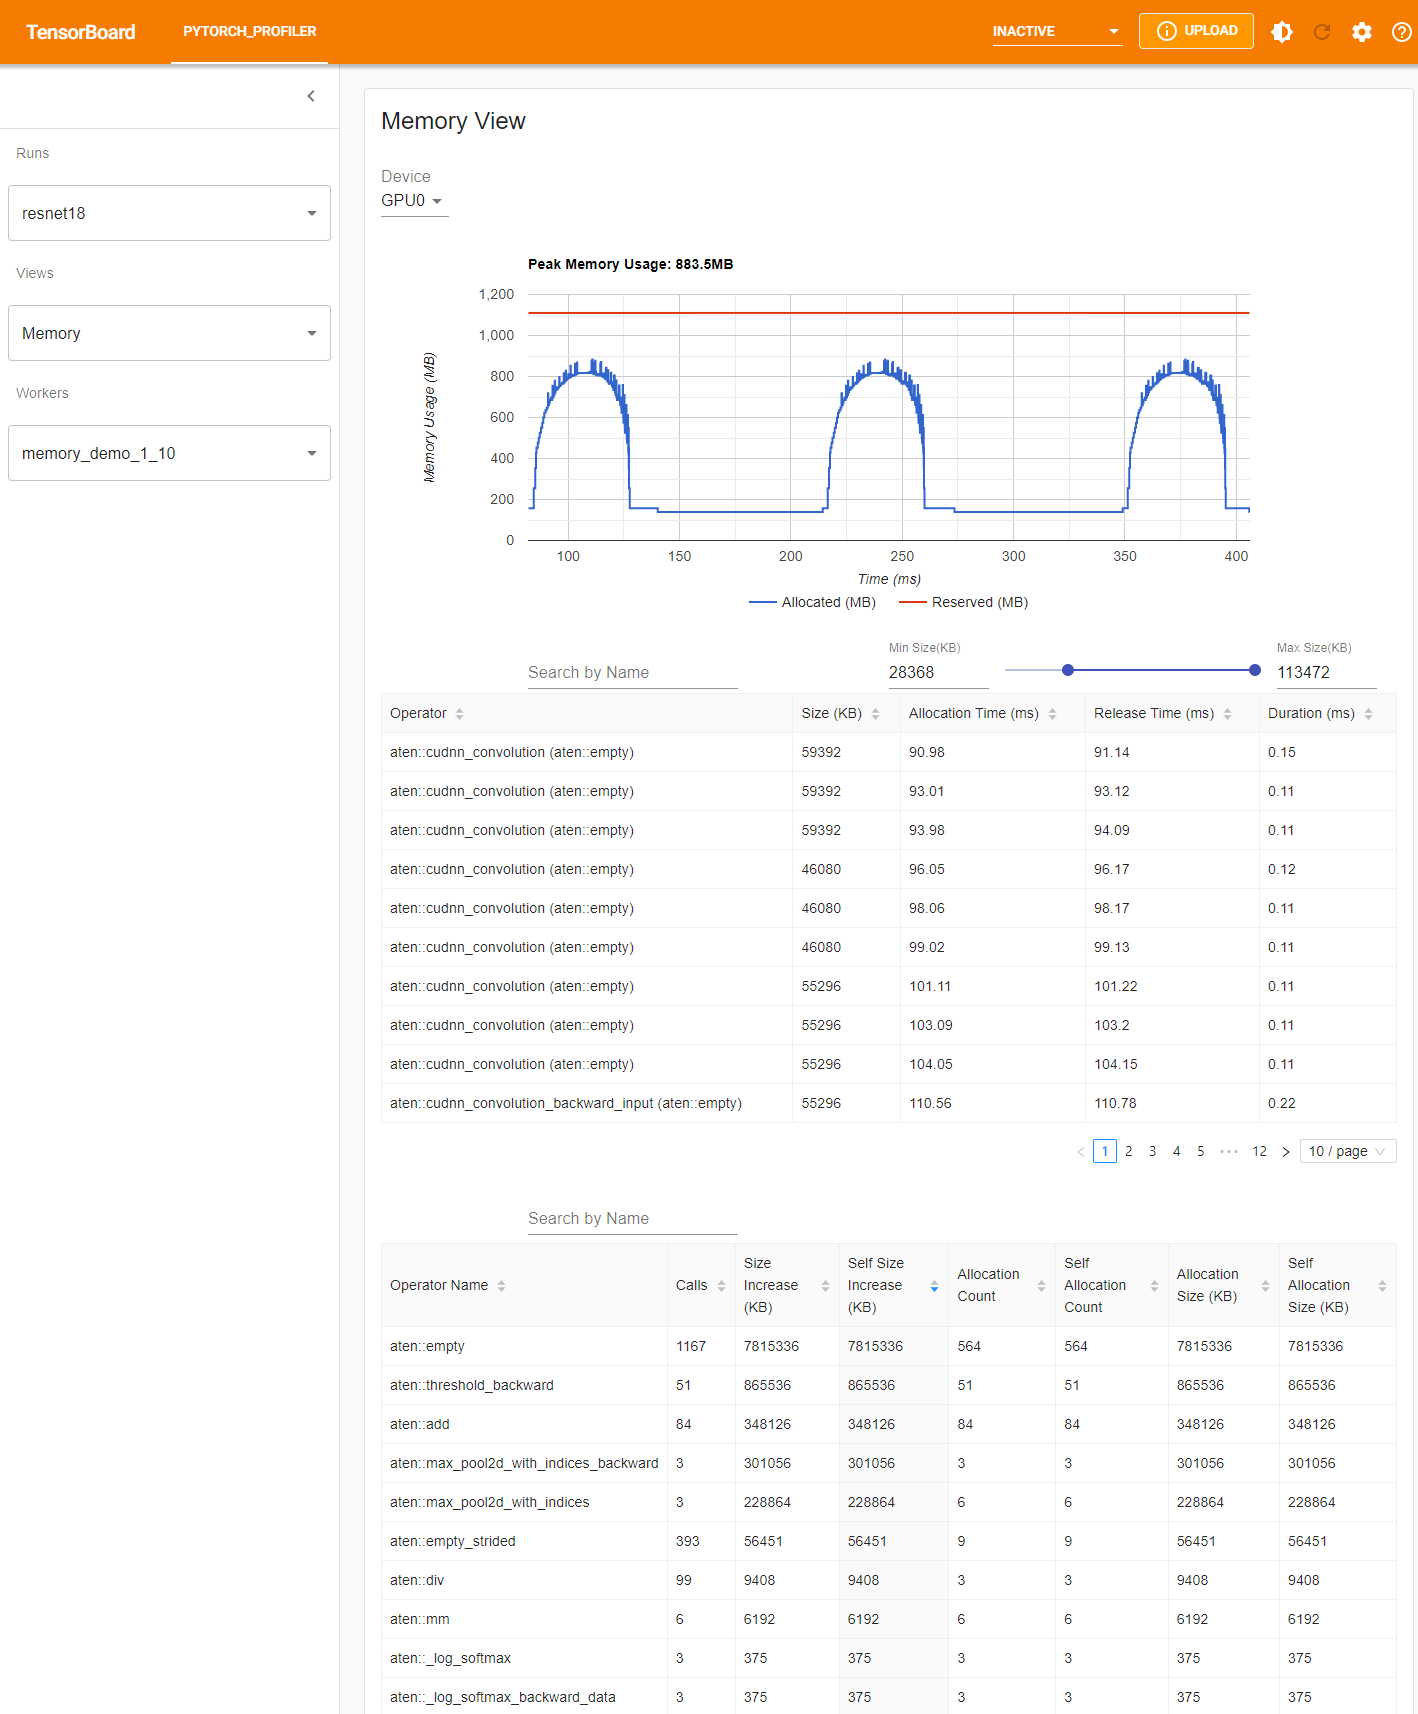 TensorBoard PYTORCH_PROFILER INACTIVE UPLOAD
Runs
resnet18
Views
Memory
Workers
memory_demo_1_10
Memory View
Device
GPU0
Peak Memory Usage: 883.5MB
1,200
1,000
800
600
400
200
0
Memory Usage (MB)
100 150 200 250 300 350 400
Time (ms)
Allocated (MB) Reserved (MB)
Search by Name
Min Size(KB)
28368
Max Size(KB)
113472
Operator Size (KB) Allocation Time (ms) Release Time (ms) Duration (ms)
aten::cudnn_convolution (aten::empty) 59392 90.98 91.14 0.15
aten::cudnn_convolution (aten::empty) 59392 93.01 93.12 0.11
aten::cudnn_convolution (aten::empty) 59392 93.98 94.09 0.11
aten::cudnn_convolution (aten::empty) 46080 96.05 96.17 0.12
aten::cudnn_convolution (aten::empty) 46080 98.06 98.17 0.11
aten::cudnn_convolution (aten::empty) 46080 99.02 99.13 0.11
aten::cudnn_convolution (aten::empty) 55296 101.11 101.22 0.11
aten::cudnn_convolution (aten::empty) 55296 103.09 103.2 0.11
aten::cudnn_convolution (aten::empty) 55296 104.05 104.15 0.11
aten::cudnn_convolution_backward_input (aten::empty) 55296 110.56 110.78 0.22
< 1 2 3 4 5 ••• 12 > 10 / page
Search by Name
Operator Name Calls Size Increase (KB) Self Size Increase (KB) Allocation Count Self Allocation Count Allocation Size (KB) Self Allocation Size (KB)
aten::empty 1167 7815336 7815336 564 564 7815336 7815336
aten::threshold_backward 51 865536 865536 51 51 865536 865536
aten::add 84 348126 348126 84 84 348126 348126
aten::max_pool2d_with_indices_backward 3 301056 301056 3 3 301056 301056
aten::max_pool2d_with_indices 3 228864 228864 6 6 228864 228864
aten::empty_strided 393 56451 56451 9 9 56451 56451
aten::div 99 9408 9408 3 3 9408 9408
aten::mm 6 6192 6192 6 6 6192 6192
aten::_log_softmax 3 375 375 3 3 375 375
aten::_log_softmax_backward_data 3 375 375 3 3 375 375